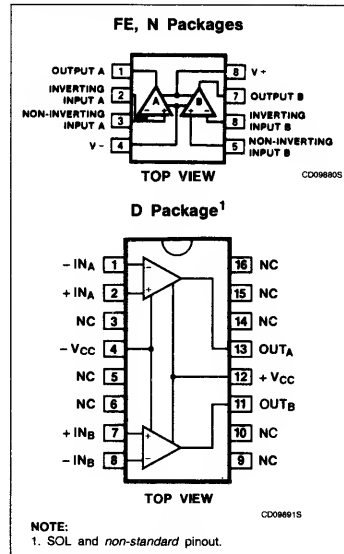 FE, N Packages
OUTPUT A 1
INVERTING
INPUT A 2
NON-INVERTING
INPUT A 3
V - 4
A
B
8 V +
7 OUTPUT B
6 INVERTING
INPUT B
5 NON-INVERTING
INPUT B
TOP VIEW
CD09880S
D Package1
- INA 1
+ INA 2
NC 3
- VCC 4
NC 5
NC 6
+ INB 7
- INB 8
16 NC
15 NC
14 NC
13 OUTA
12 + VCC
11 OUTB
10 NC
9 NC
TOP VIEW
CD09891S
NOTE:
1. SOL and non-standard pinout.